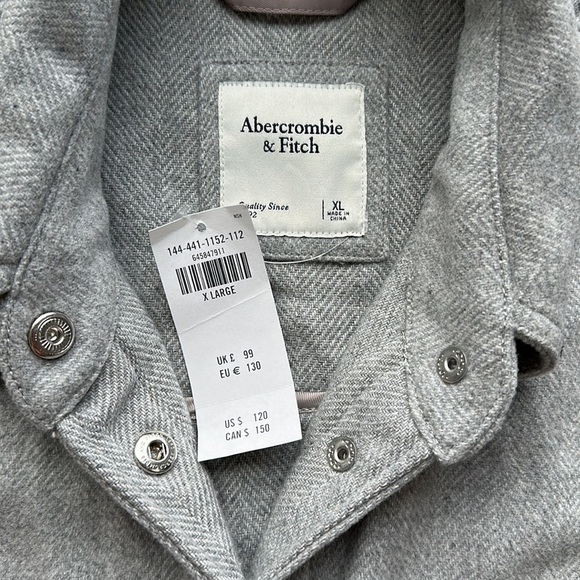 Abercrombie
& Fitch
Quality Since
XL
MADE IN
CHINA
144-441-1152-112
645847911
X LARGE
UK £ 99
EU € 130
US $ 120
CAN $ 150